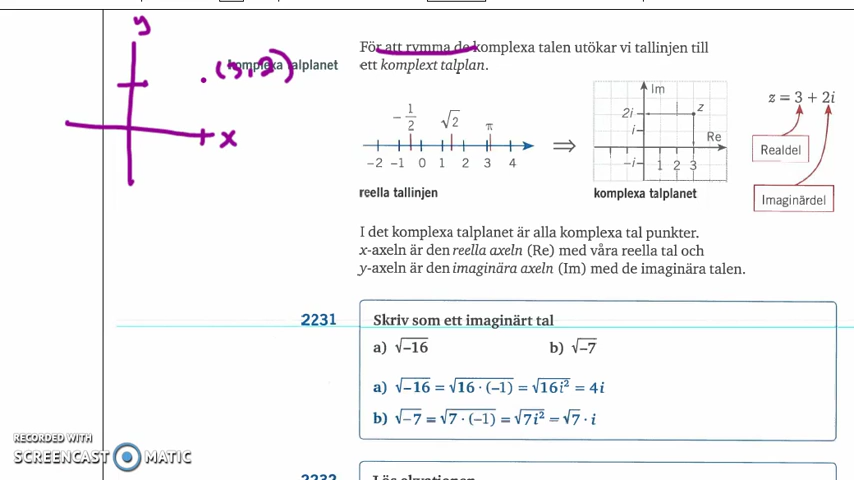 y
komplexa talplanet
(3,2)
x
För att rymma de komplexa talen utökar vi tallinjen till
ett komplext talplan.
-1/2 √2 π
-2 -1 0 1 2 3 4
reella tallinjen
⇒
Im
2i
z
i
Re
-i
1 2 3
komplexa talplanet
z = 3 + 2i
Realdel
Imaginärdel
I det komplexa talplanet är alla komplexa tal punkter.
x-axeln är den reella axeln (Re) med våra reella tal och
y-axeln är den imaginära axeln (Im) med de imaginära talen.
2231 Skriv som ett imaginärt tal
a) √-16 b) √-7
a) √-16 = √16 · (-1) = √16i² = 4i
b) √-7 = √7 · (-1) = √7i² = √7 · i
RECORDED WITH
SCREENCAST MATIC
2232 Lös ekvationen